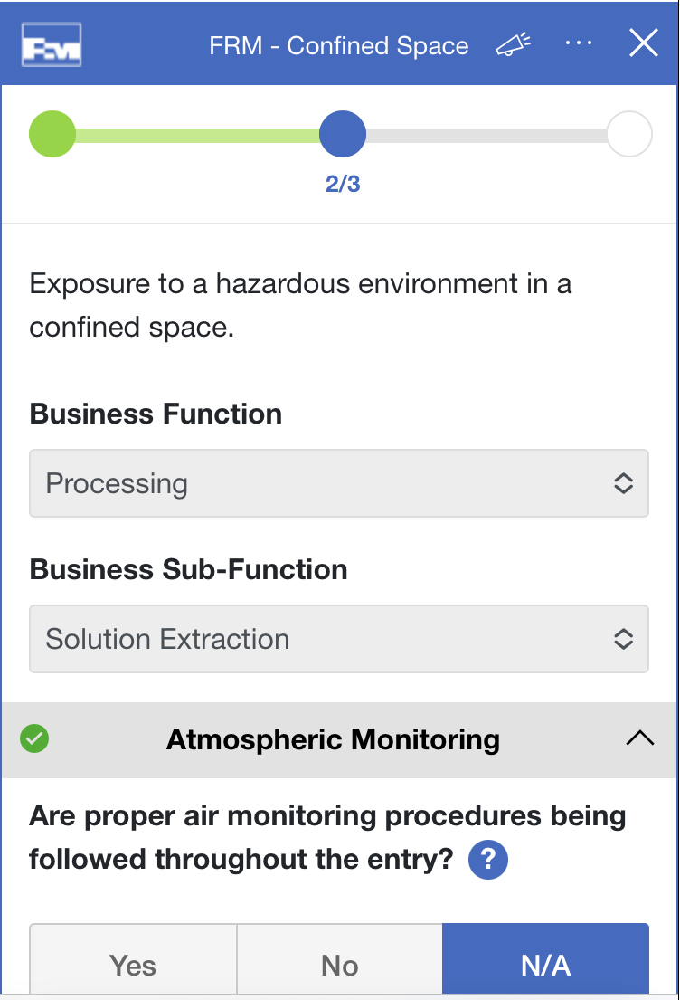 FRM - Confined Space
2/3
Exposure to a hazardous environment in a
confined space.
Business Function
Processing
Business Sub-Function
Solution Extraction
Atmospheric Monitoring
Are proper air monitoring procedures being
followed throughout the entry? ?
Yes No N/A